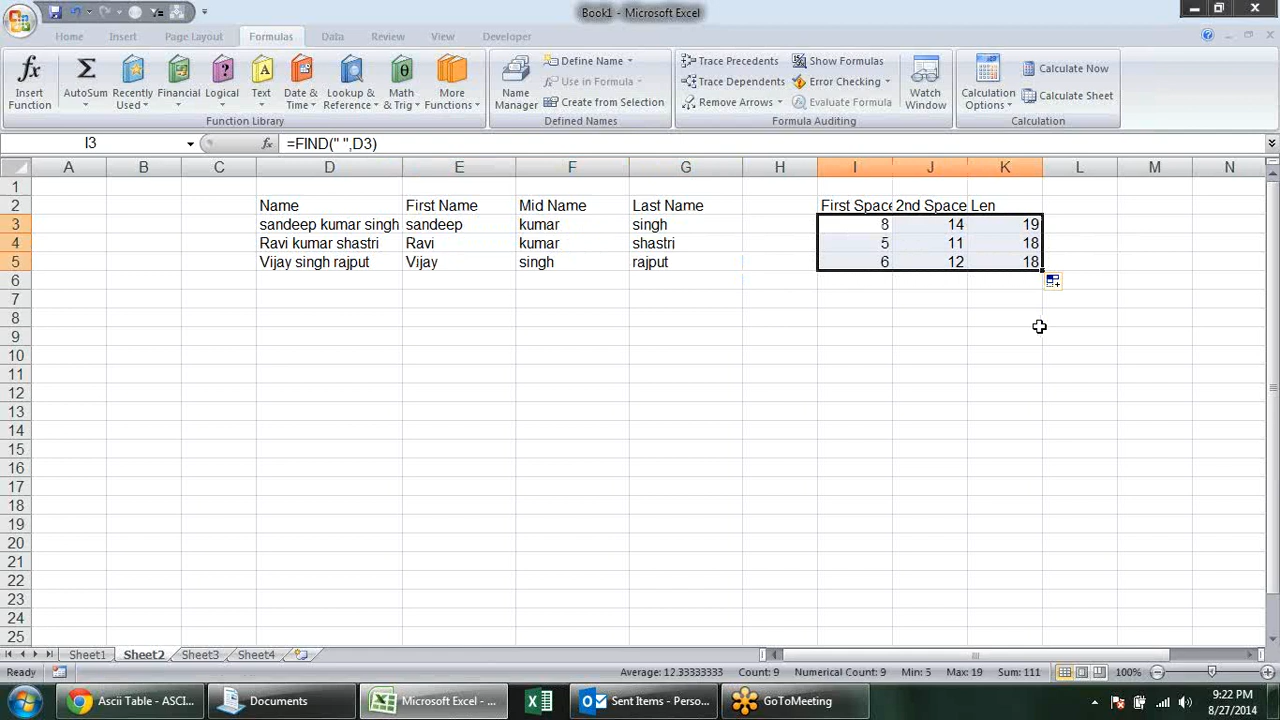 Book1 - Microsoft Excel
Home Insert Page Layout Formulas Data Review View Developer
Insert Function
AutoSum
Recently Used
Financial
Logical
Text
Date & Time
Lookup & Reference
Math & Trig
More Functions
Function Library
Name Manager
Define Name
Use in Formula
Create from Selection
Defined Names
Trace Precedents
Trace Dependents
Remove Arrows
Show Formulas
Error Checking
Evaluate Formula
Formula Auditing
Watch Window
Calculation Options
Calculate Now
Calculate Sheet
Calculation
I3 fx =FIND(" ",D3)
A B C D E F G H I J K L M N
1
2 Name First Name Mid Name Last Name First Space 2nd Space Len
3 sandeep kumar singh sandeep kumar singh 8 14 19
4 Ravi kumar shastri Ravi kumar shastri 5 11 18
5 Vijay singh rajput Vijay singh rajput 6 12 18
6
7
8
9
10
11
12
13
14
15
16
17
18
19
20
21
22
23
24
25
Sheet1 Sheet2 Sheet3 Sheet4
Ready Average: 12.33333333 Count: 9 Numerical Count: 9 Min: 5 Max: 19 Sum: 111 100%
Ascii Table - ASCI... Documents Microsoft Excel - ... Sent Items - Perso... GoToMeeting 9:22 PM
8/27/2014